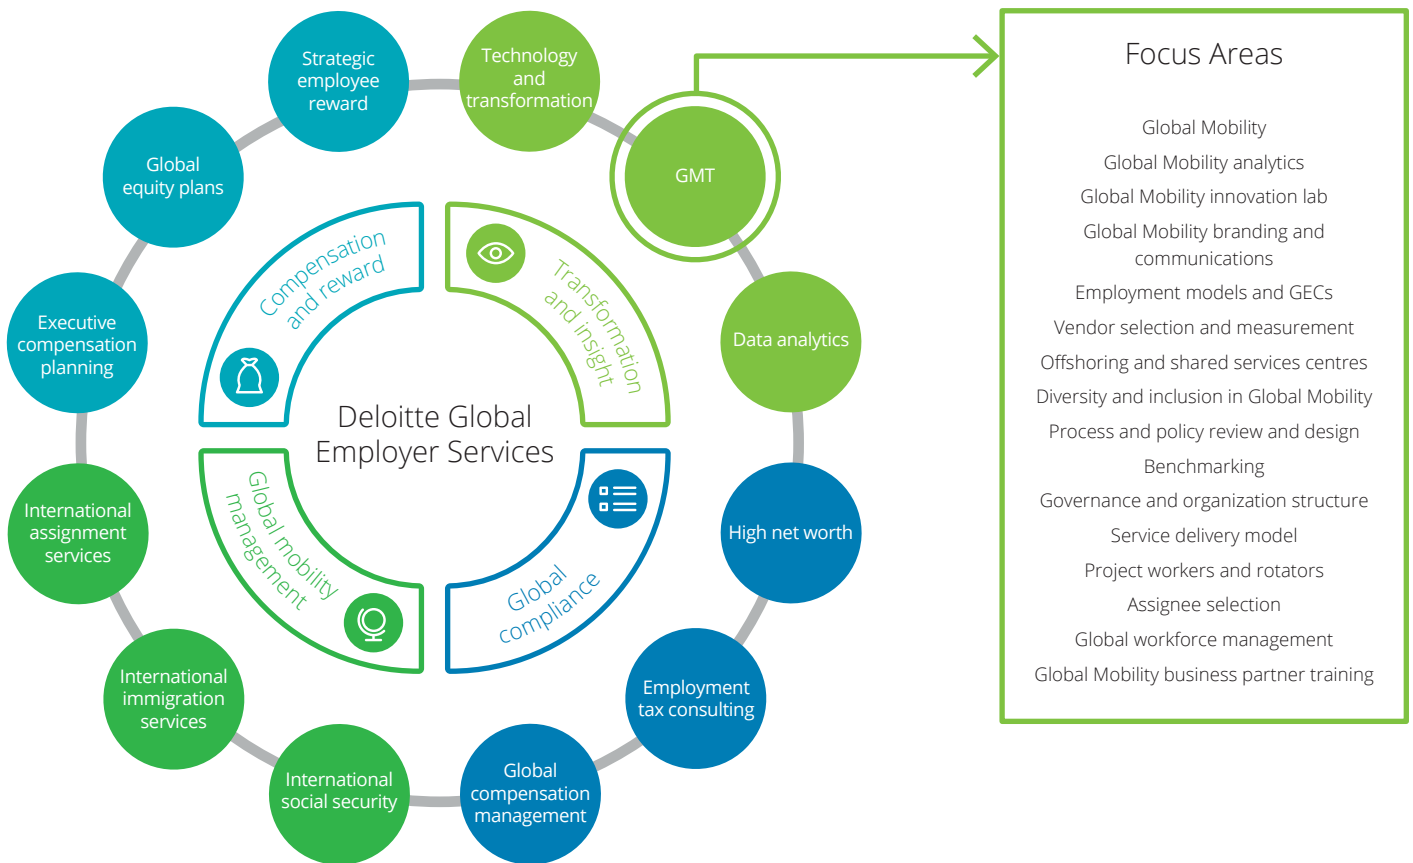 Strategic
employee
reward
Technology
and
transformation
GMT
Data analytics
High net worth
Employment
tax consulting
Global
compensation
management
International
social security
International
immigration
services
International
assignment
services
Executive
compensation
planning
Global
equity plans
Compensation
and reward
Transformation
and insight
Global
compliance
Global mobility
management
Deloitte Global
Employer Services
Focus Areas
Global Mobility
Global Mobility analytics
Global Mobility innovation lab
Global Mobility branding and
communications
Employment models and GECs
Vendor selection and measurement
Offshoring and shared services centres
Diversity and inclusion in Global Mobility
Process and policy review and design
Benchmarking
Governance and organization structure
Service delivery model
Project workers and rotators
Assignee selection
Global workforce management
Global Mobility business partner training